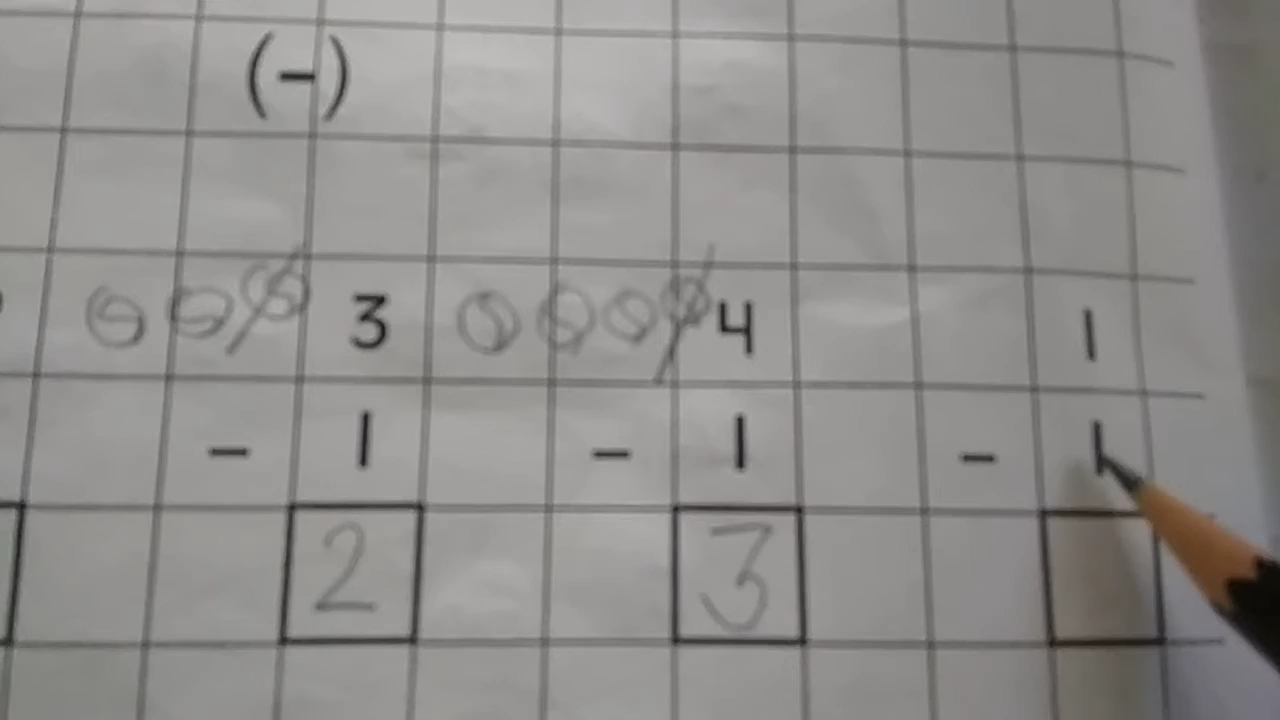 (-)
3 4 1
- 1 - 1 - 1
2 3